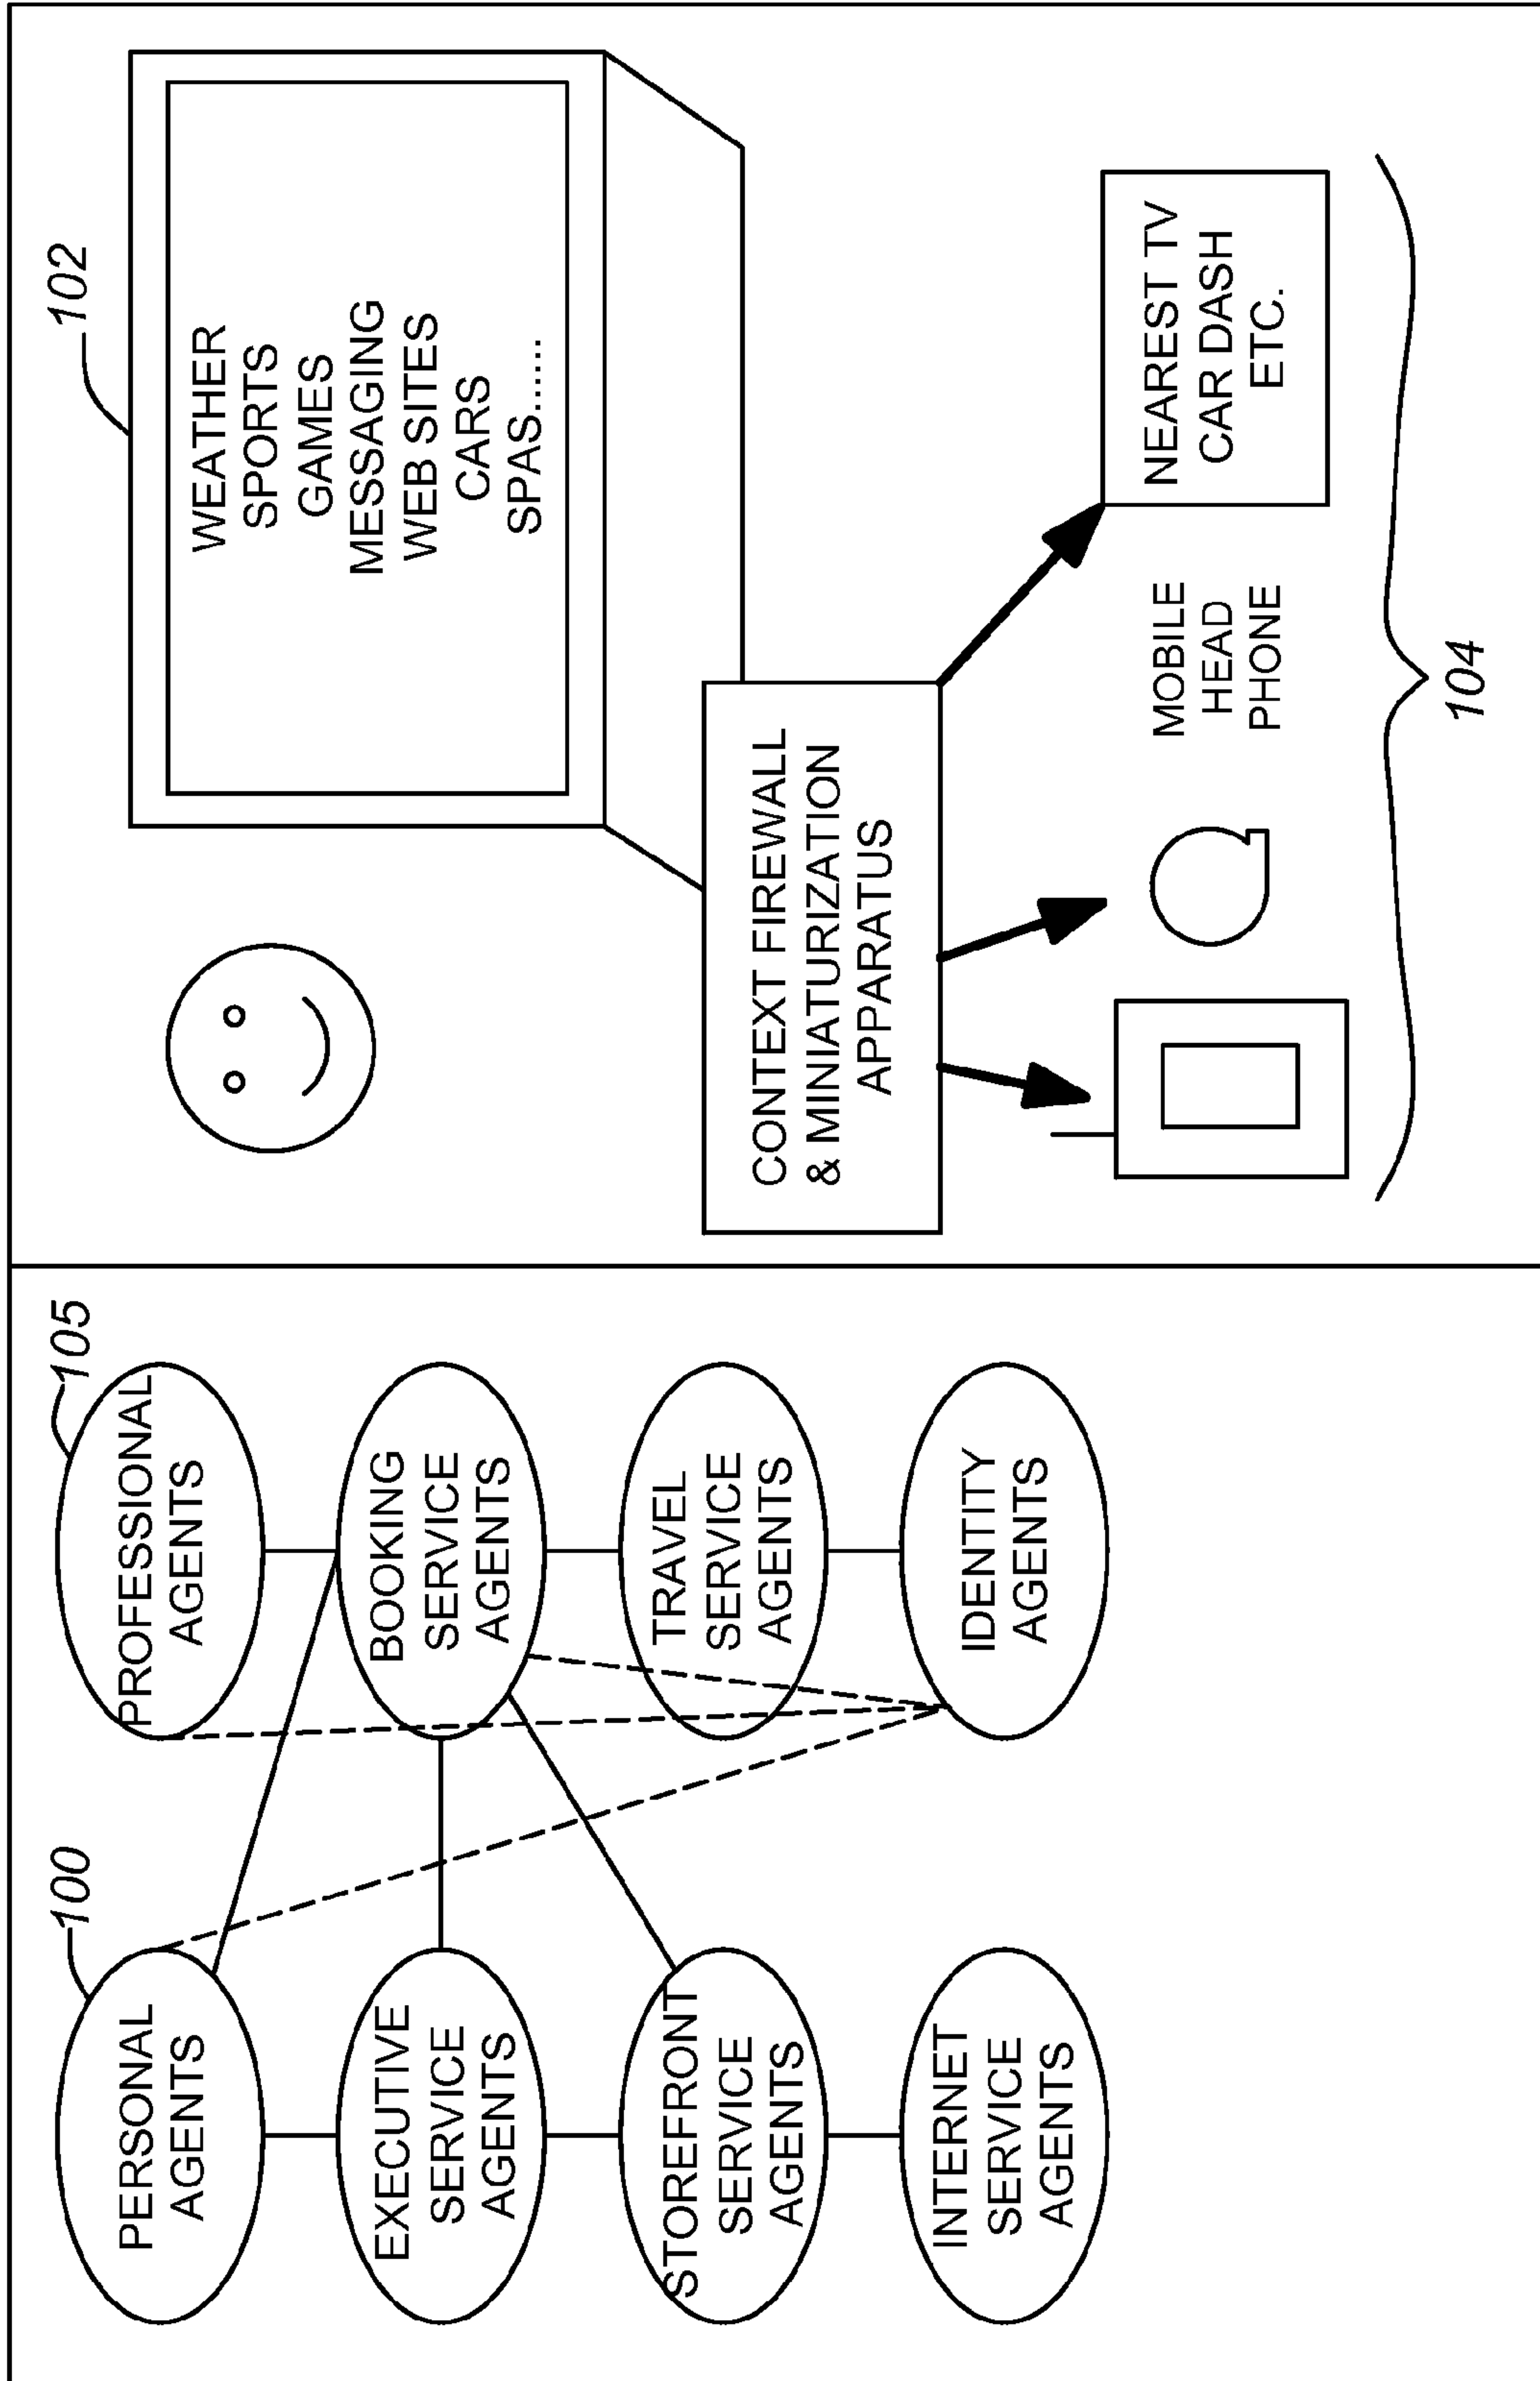 100
PERSONAL
AGENTS
EXECUTIVE
SERVICE
AGENTS
STOREFRONT
SERVICE
AGENTS
INTERNET
SERVICE
AGENTS
105
PROFESSIONAL
AGENTS
BOOKING
SERVICE
AGENTS
TRAVEL
SERVICE
AGENTS
IDENTITY
AGENTS
102
WEATHER
SPORTS
GAMES
MESSAGING
WEB SITES
CARS
SPAS......
CONTEXT FIREWALL
& MINIATURIZATION
APPARATUS
MOBILE
HEAD
PHONE
NEAREST TV
CAR DASH
ETC.
104